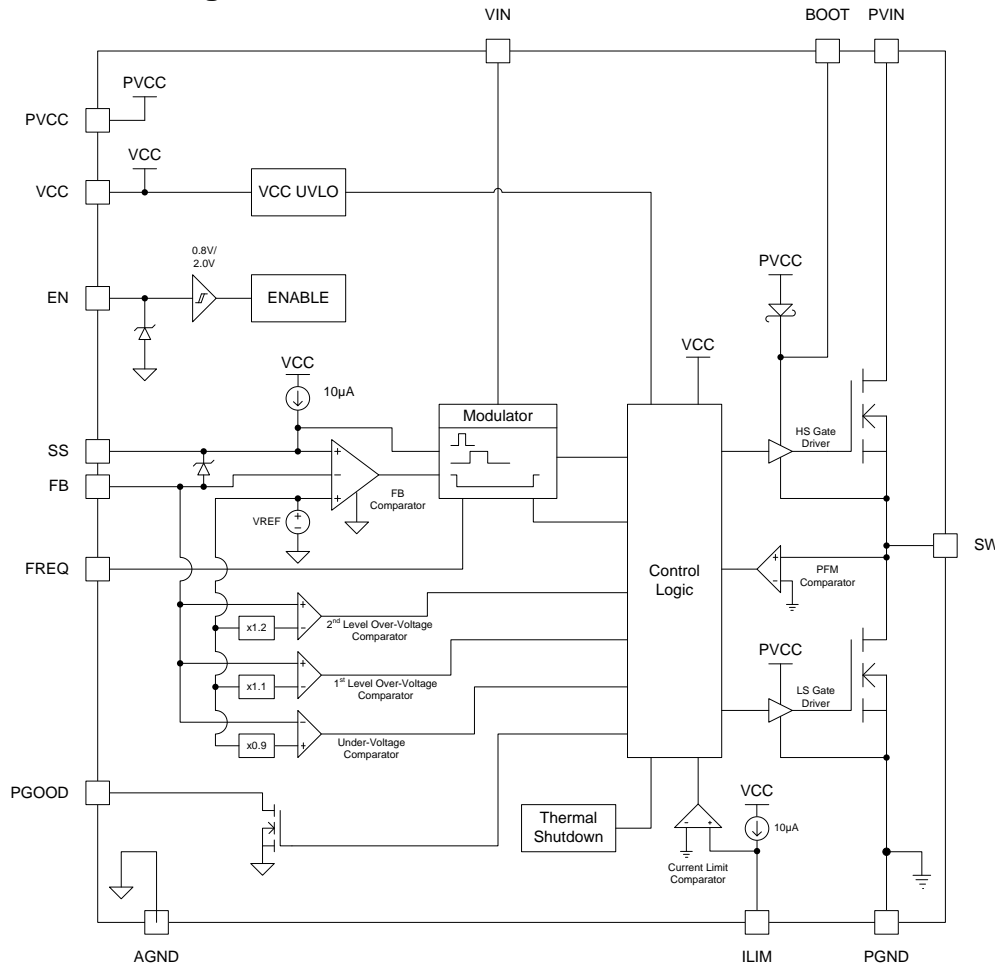 VIN
BOOT
PVIN
PVCC
PVCC
VCC
VCC
VCC UVLO
0.8V/
2.0V
EN
ENABLE
PVCC
VCC
10µA
VCC
Modulator
SS
FB
HS Gate
Driver
FB
Comparator
VREF
FREQ
Control
Logic
PFM
Comparator
SW
x1.2
2nd Level Over-Voltage
Comparator
x1.1
1st Level Over-Voltage
Comparator
PVCC
LS Gate
Driver
x0.9
Under-Voltage
Comparator
PGOOD
Thermal
Shutdown
VCC
10µA
Current Limit
Comparator
AGND
ILIM
PGND